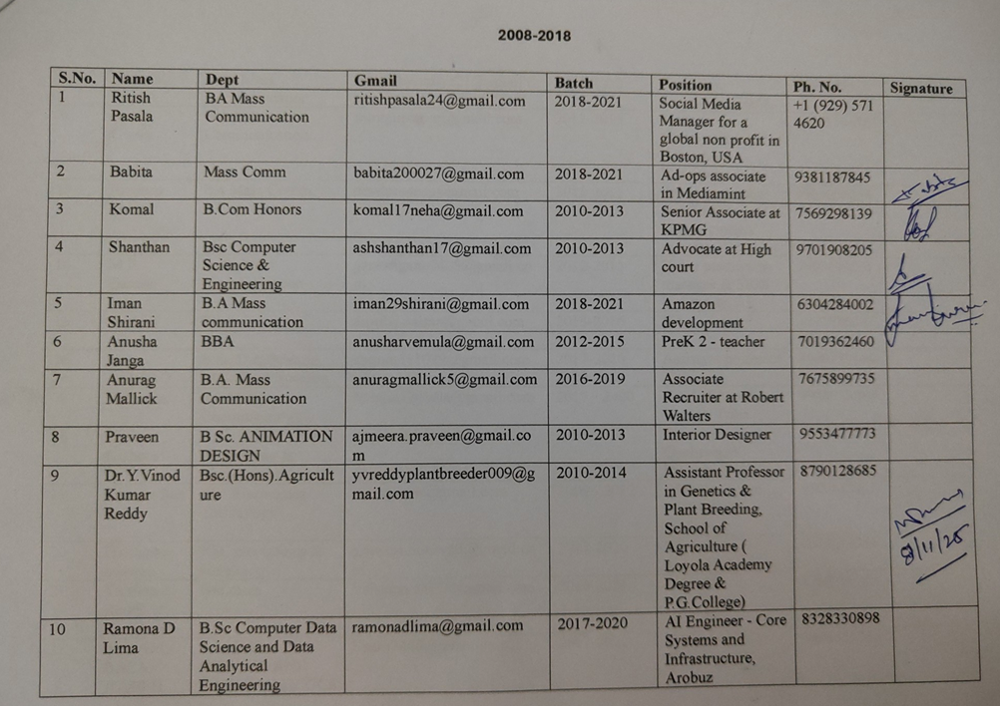 2008-2018
S.No. Name Dept Gmail Batch Position Ph. No. Signature
1 Ritish BA Mass ritishpasala24@gmail.com 2018-2021 Social Media +1 (929) 571
Pasala Communication Manager for a 4620
global non profit in
Boston, USA
2 Babita Mass Comm babita200027@gmail.com 2018-2021 Ad-ops associate 9381187845
in Mediamint
3 Komal B.Com Honors komal17neha@gmail.com 2010-2013 Senior Associate at 7569298139
KPMG
4 Shanthan Bsc Computer ashshanthan17@gmail.com 2010-2013 Advocate at High 9701908205
Science & court
Engineering
5 Iman B.A Mass iman29shirani@gmail.com 2018-2021 Amazon 6304284002
Shirani communication development
6 Anusha BBA anusharvemula@gmail.com 2012-2015 PreK 2 - teacher 7019362460
Janga
7 Anurag B.A. Mass anuragmallick5@gmail.com 2016-2019 Associate 7675899735
Mallick Communication Recruiter at Robert
Walters
8 Praveen B Sc. ANIMATION ajmeera.praveen@gmail.co 2010-2013 Interior Designer 9553477773
DESIGN m
9 Dr.Y.Vinod Bsc.(Hons).Agricult yvreddyplantbreeder009@g 2010-2014 Assistant Professor 8790128685
Kumar ure mail.com in Genetics &
Reddy Plant Breeding,
School of
Agriculture (
Loyola Academy
Degree &
P.G.College)
8/11/25
10 Ramona D B.Sc Computer Data ramonadlima@gmail.com 2017-2020 AI Engineer - Core 8328330898
Lima Science and Data Systems and
Analytical Infrastructure,
Engineering Arobuz